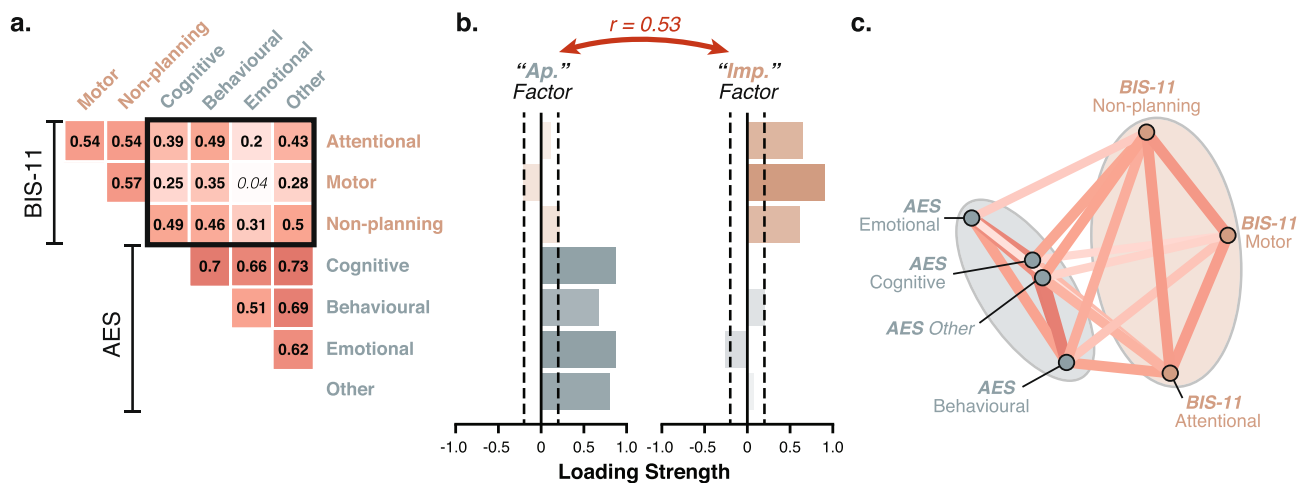 a.
Motor
Non-planning
Cognitive
Behavioural
Emotional
Other
BIS-11
0.54 0.54 0.39 0.49 0.2 0.43 Attentional
0.57 0.25 0.35 0.04 0.28 Motor
0.49 0.46 0.31 0.5 Non-planning
AES
0.7 0.66 0.73 Cognitive
0.51 0.69 Behavioural
0.62 Emotional
Other
b.
r = 0.53
“Ap.”
Factor
“Imp.”
Factor
-1.0 -0.5 0 0.5 1.0
-1.0 -0.5 0 0.5 1.0
Loading Strength
c.
BIS-11
Non-planning
AES
Emotional
BIS-11
Motor
AES
Cognitive
AES Other
AES
Behavioural
BIS-11
Attentional